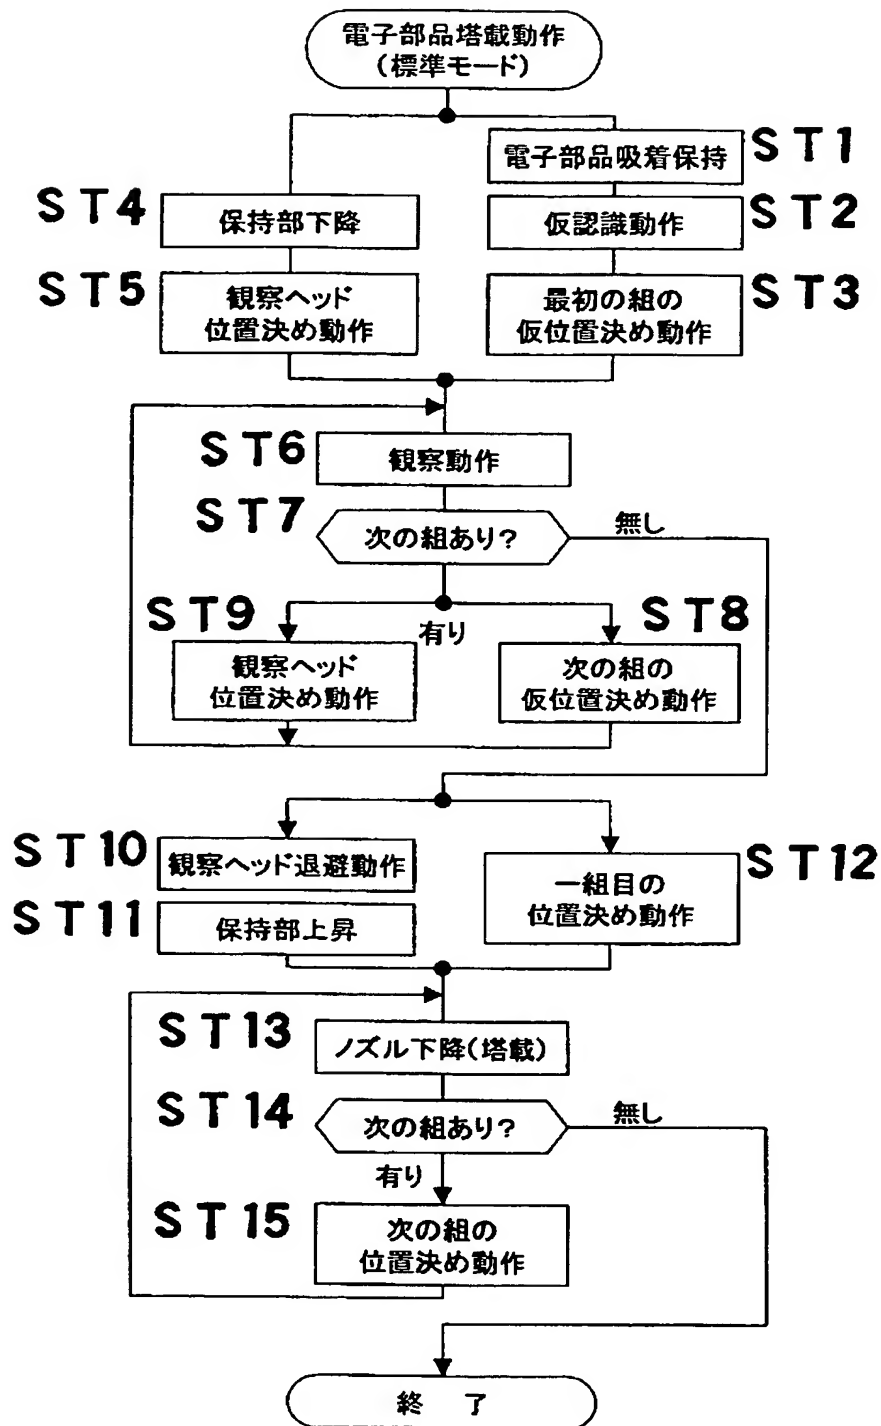 電子部品塔載動作
(標準モード)
電子部品吸着保持
ST1
ST4
保持部下降
仮認識動作
ST2
ST5
観察ヘッド
位置決め動作
最初の組の
仮位置決め動作
ST3
ST6
観察動作
ST7
次の組あり?
無し
ST9
有り
ST8
観察ヘッド
位置決め動作
次の組の
仮位置決め動作
ST10
観察ヘッド退避動作
ST11
保持部上昇
一組目の
位置決め動作
ST12
ST13
ノズル下降(塔載)
ST14
次の組あり?
無し
有り
ST15
次の組の
位置決め動作
終 了